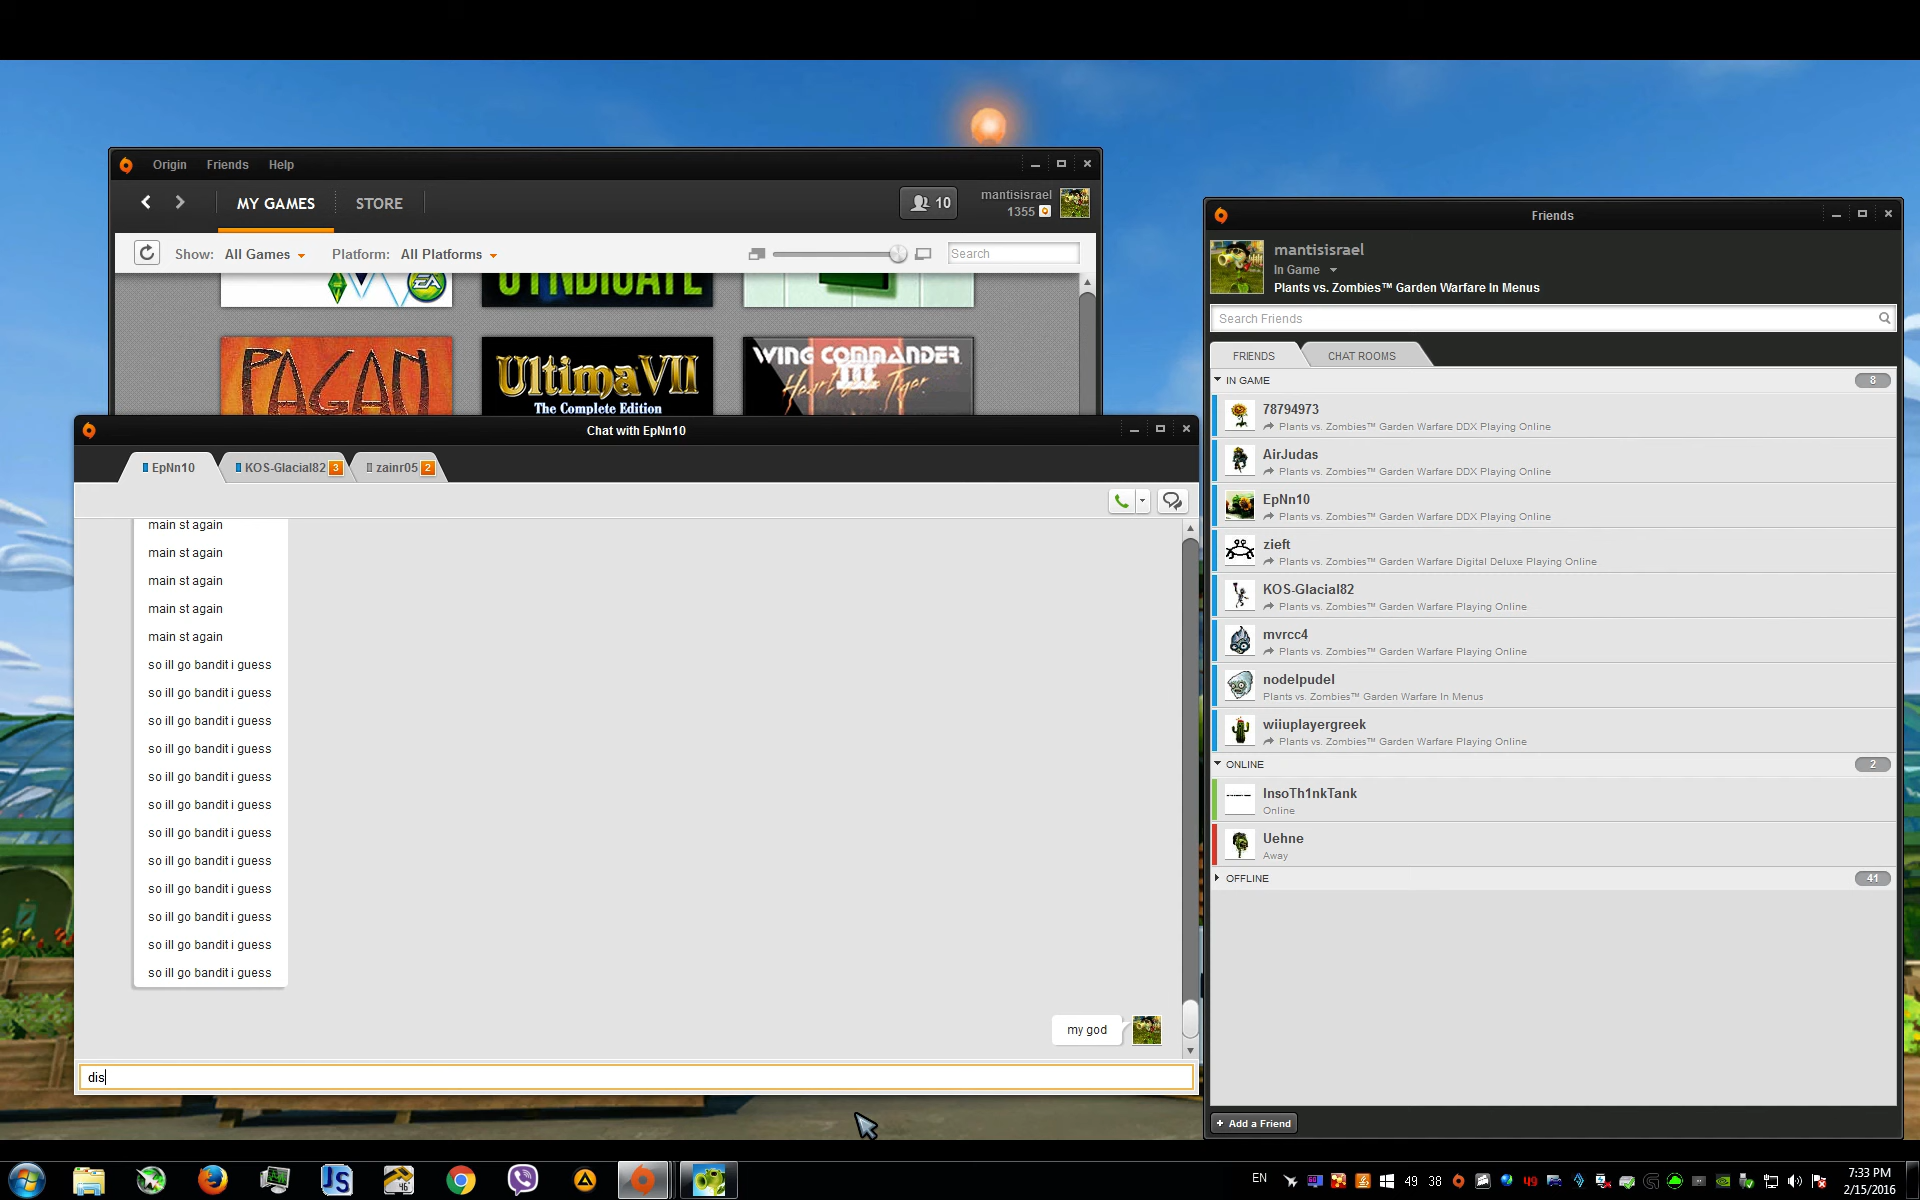 Origin Friends Help
MY GAMES STORE
10
mantisisrael
1355
Show: All Games Platform: All Platforms
Search
EA
SYNDICATE
PAGAN
Ultima VII
The Complete Edition
WING COMMANDER
III
Heart of the Tiger
Chat with EpNn10
EpNn10 KOS-Glacial82 3 zainr05 2
main st again
main st again
main st again
main st again
main st again
so ill go bandit i guess
so ill go bandit i guess
so ill go bandit i guess
so ill go bandit i guess
so ill go bandit i guess
so ill go bandit i guess
so ill go bandit i guess
so ill go bandit i guess
so ill go bandit i guess
so ill go bandit i guess
so ill go bandit i guess
so ill go bandit i guess
my god
dis
Friends
mantisisrael
In Game
Plants vs. Zombies™ Garden Warfare In Menus
Search Friends
FRIENDS CHAT ROOMS
IN GAME 8
78794973
Plants vs. Zombies™ Garden Warfare DDX Playing Online
AirJudas
Plants vs. Zombies™ Garden Warfare DDX Playing Online
EpNn10
Plants vs. Zombies™ Garden Warfare DDX Playing Online
zieft
Plants vs. Zombies™ Garden Warfare Digital Deluxe Playing Online
KOS-Glacial82
Plants vs. Zombies™ Garden Warfare Playing Online
mvrcc4
Plants vs. Zombies™ Garden Warfare Playing Online
nodelpudel
Plants vs. Zombies™ Garden Warfare In Menus
wiiuplayergreek
Plants vs. Zombies™ Garden Warfare Playing Online
ONLINE 2
InsoTh1nkTank
Online
Uehne
Away
OFFLINE 41
+ Add a Friend
JS
EN
49 38
49
7:33 PM
2/15/2016